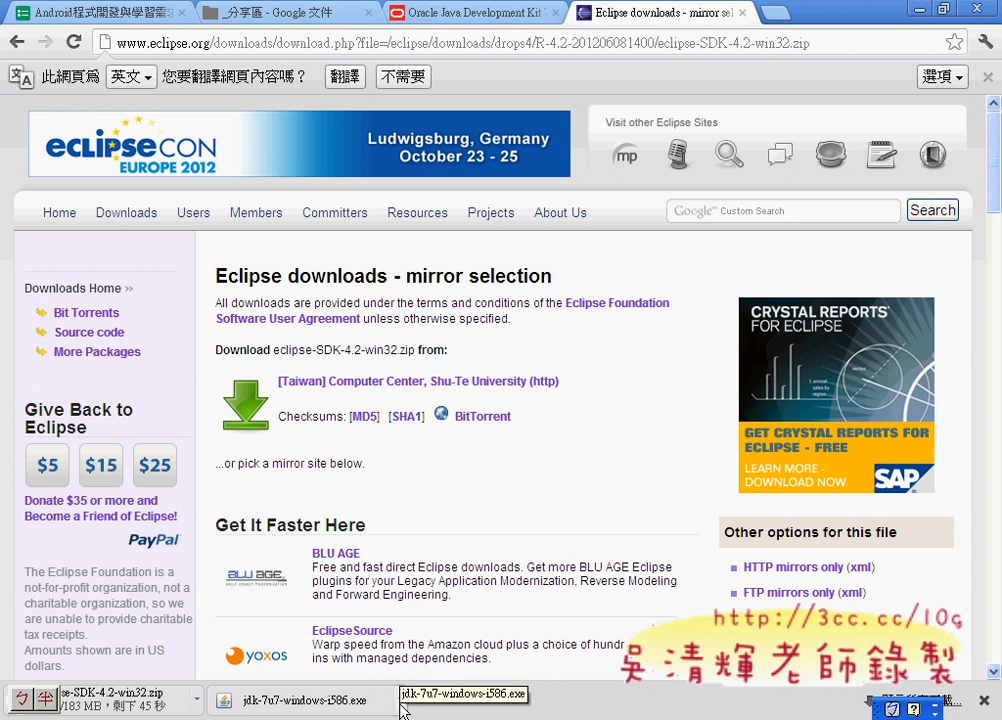 Android程式開發與學習需
_分享區 - Google 文件
Oracle Java Development Kit
Eclipse downloads - mirror sel
www.eclipse.org/downloads/download.php?file=/eclipse/downloads/drops4/R-4.2-201206081400/eclipse-SDK-4.2-win32.zip
此網頁為 英文 您要翻譯網頁內容嗎？ 翻譯 不需要 選項
eclipsecon
EUROPE 2012
Ludwigsburg, Germany
October 23 - 25
Visit other Eclipse Sites
mp
Home Downloads Users Members Committers Resources Projects About Us
Google™ Custom Search
Search
Downloads Home »
Bit Torrents
Source code
More Packages
Give Back to
Eclipse
$5 $15 $25
Donate $35 or more and
Become a Friend of Eclipse!
PayPal
The Eclipse Foundation is a
not-for-profit organization, not a
charitable organization, so we
are unable to provide charitable
tax receipts.
Amounts shown are in US
dollars.
Eclipse downloads - mirror selection
All downloads are provided under the terms and conditions of the Eclipse Foundation
Software User Agreement unless otherwise specified.
Download eclipse-SDK-4.2-win32.zip from:
[Taiwan] Computer Center, Shu-Te University (http)
Checksums: [MD5] [SHA1] BitTorrent
...or pick a mirror site below.
Get It Faster Here
BLU AGE
BLU AGE
Free and fast direct Eclipse downloads. Get more BLU AGE Eclipse
plugins for your Legacy Application Modernization, Reverse Modeling
and Forward Engineering.
EclipseSource
YOXOS
Warp speed from the Amazon cloud plus a choice of hundr
ins with managed dependencies.
CRYSTAL REPORTS®
FOR ECLIPSE
GET CRYSTAL REPORTS FOR
ECLIPSE - FREE
LEARN MORE -
DOWNLOAD NOW
SAP
Other options for this file
HTTP mirrors only (xml)
FTP mirrors only (xml)
http://3cc.cc/10g
吳清輝老師錄製
ㄅ 半
se-SDK-4.2-win32.zip
/183 MB，剩下 45 秒
jdk-7u7-windows-i586.exe
jdk-7u7-windows-i586.exe